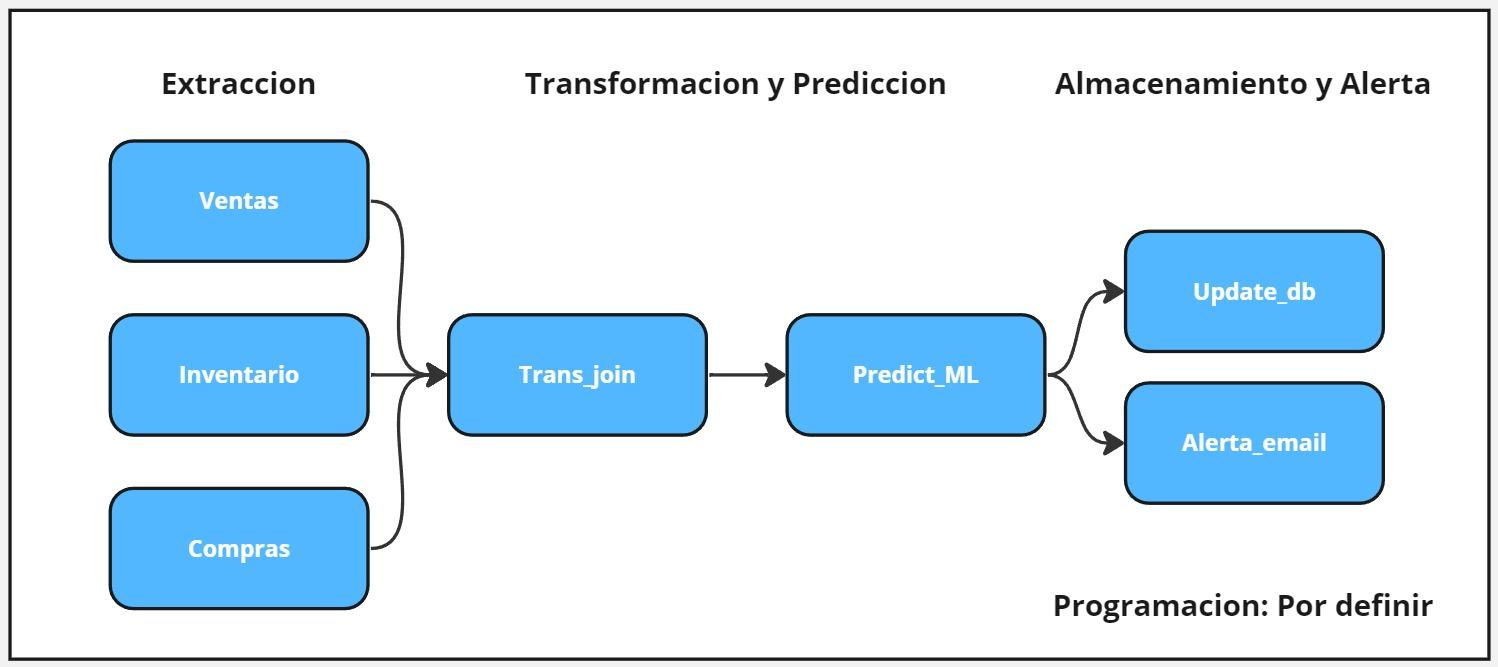 Extraccion
Transformacion y Prediccion
Almacenamiento y Alerta
Ventas
Inventario
Compras
Trans_join
Predict_ML
Update_db
Alerta_email
Programacion: Por definir